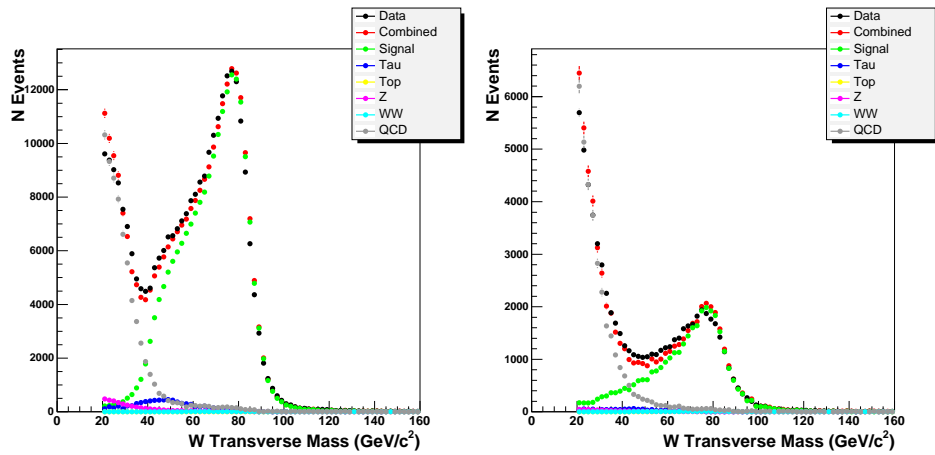 N Events
12000
10000
8000
6000
4000
2000
0
0 20 40 60 80 100 120 140 160
W Transverse Mass (GeV/c²)
Data
Combined
Signal
Tau
Top
Z
WW
QCD
N Events
6000
5000
4000
3000
2000
1000
0
0 20 40 60 80 100 120 140 160
W Transverse Mass (GeV/c²)
Data
Combined
Signal
Tau
Top
Z
WW
QCD